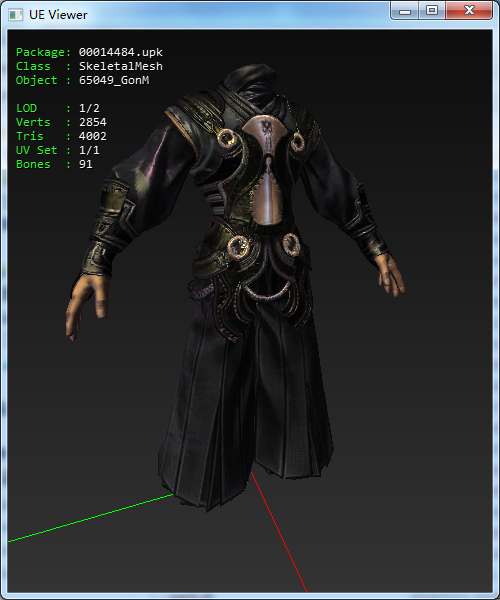 UE Viewer
Package: 00014484.upk
Class  : SkeletalMesh
Object : 65049_GonM
LOD    : 1/2
Verts  : 2854
Tris   : 4002
UV Set : 1/1
Bones  : 91